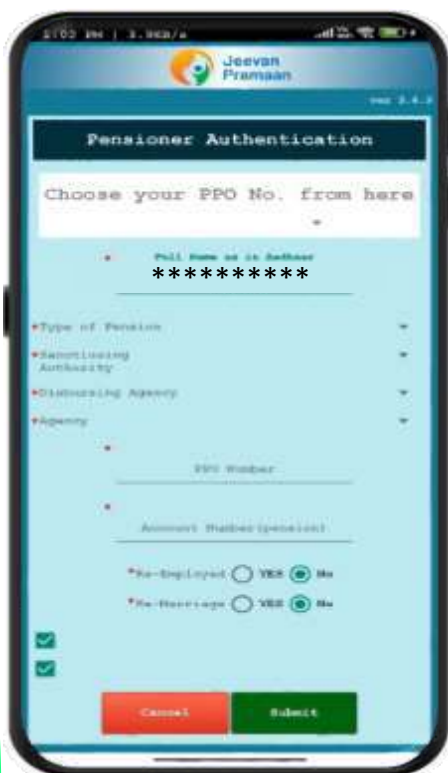 Jeevan
Pramaan
Pensioner Authentication
Choose your PPO No. from here
*
Full Name as in Aadhaar
**********
*Type of Pension
*Sanctioning
Authority
*Disbursing Agency
*Agency
*
PPO Number
*
Account Number(pension)
*Re-Employed YES No
*Re-Marriage YES No
Cancel Submit